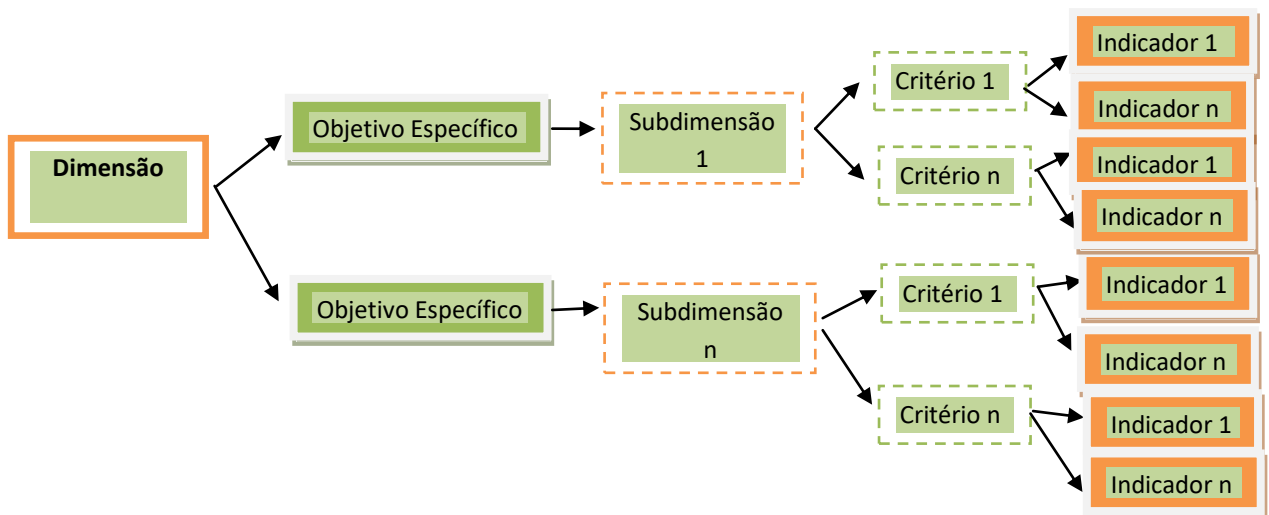 Dimensão
Objetivo Específico
Subdimensão
1
Critério 1
Indicador 1
Indicador n
Critério n
Indicador 1
Indicador n
Objetivo Específico
Subdimensão
n
Critério 1
Indicador 1
Indicador n
Critério n
Indicador 1
Indicador n